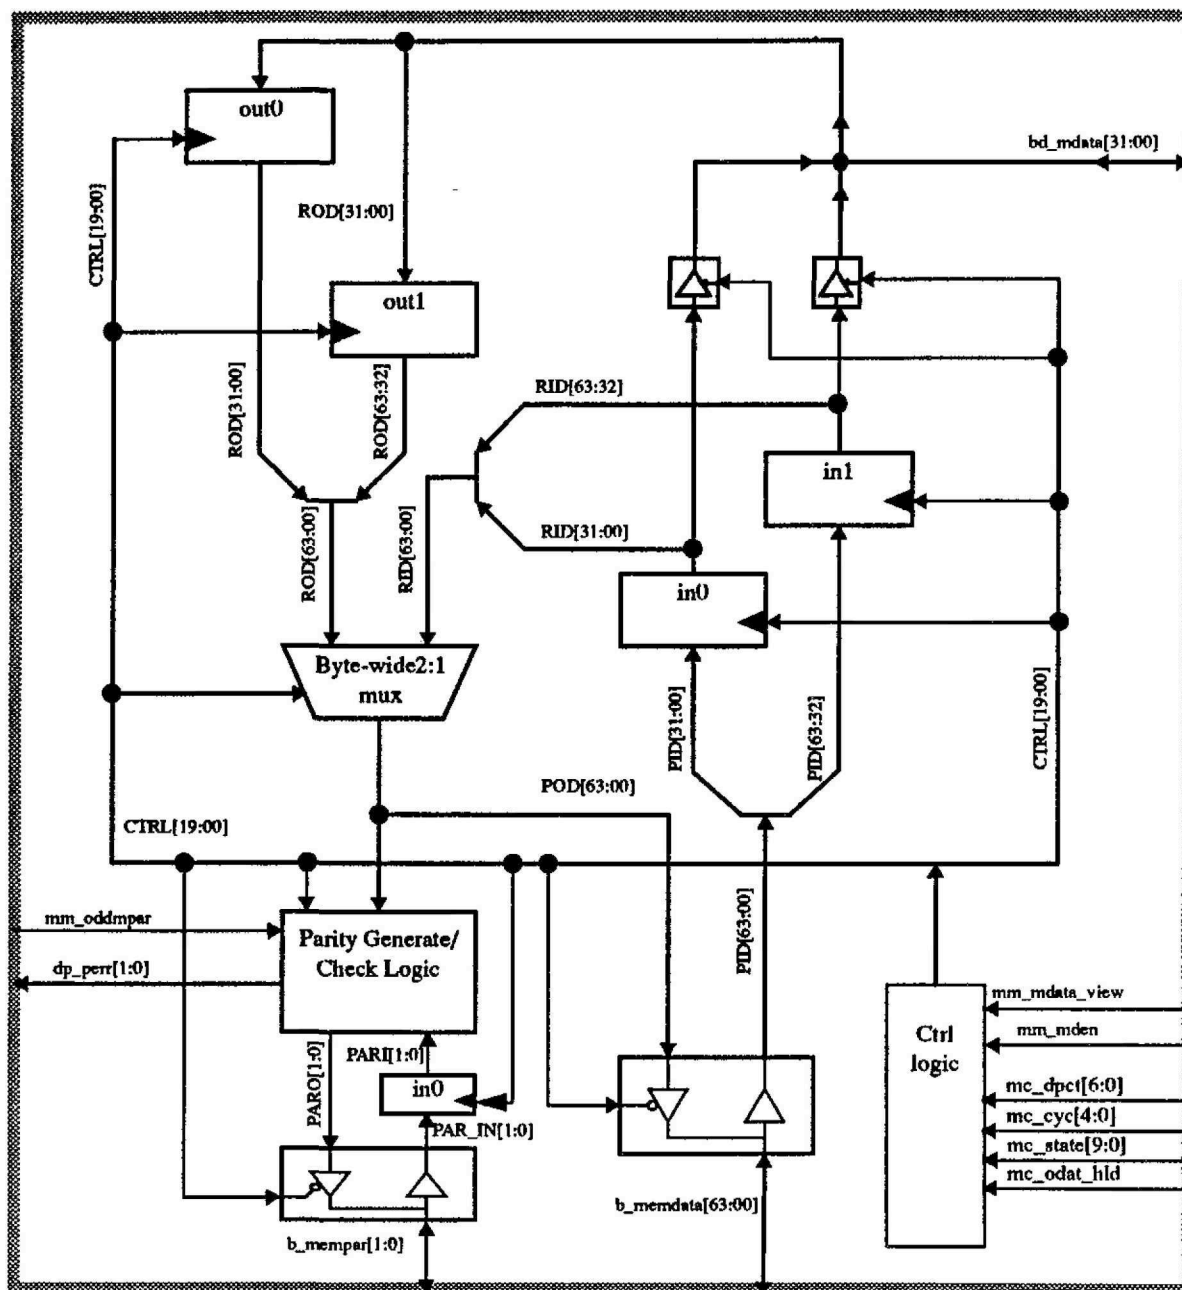 out0
bd_mdata[31:00]
CTRL[19:00]
ROD[31:00]
out1
ROD[31:00]
ROD[63:32]
RID[63:32]
in1
ROD[63:00]
RID[63:00]
RID[31:00]
in0
Byte-wide2:1
mux
PID[31:00]
PID[63:32]
CTRL[19:00]
POD[63:00]
CTRL[19:00]
mm_oddmpar
Parity Generate/
Check Logic
PID[63:00]
dp_perr[1:0]
mm_mdata_view
Ctrl
logic
mm_mden
PARO[1:0]
PARI[1:0]
in0
mc_dpct[6:0]
mc_cyc[4:0]
PAR_IN[1:0]
mc_state[9:0]
mc_odat_hld
b_memdata[63:00]
b_mempar[1:0]